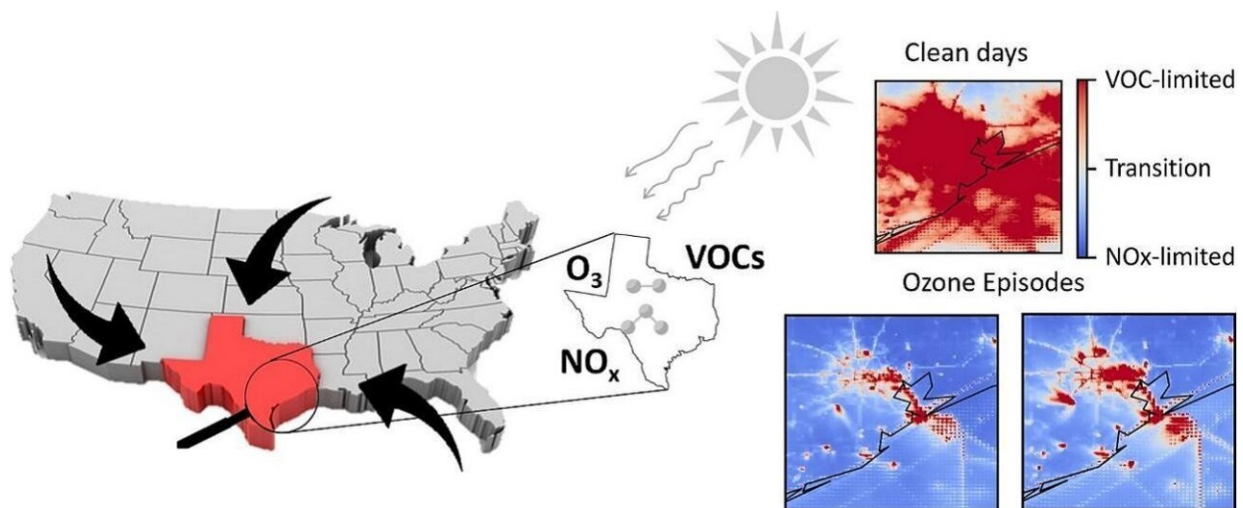 Clean days
VOC-limited
Transition
NOx-limited
O3
VOCs
NOx
Ozone Episodes